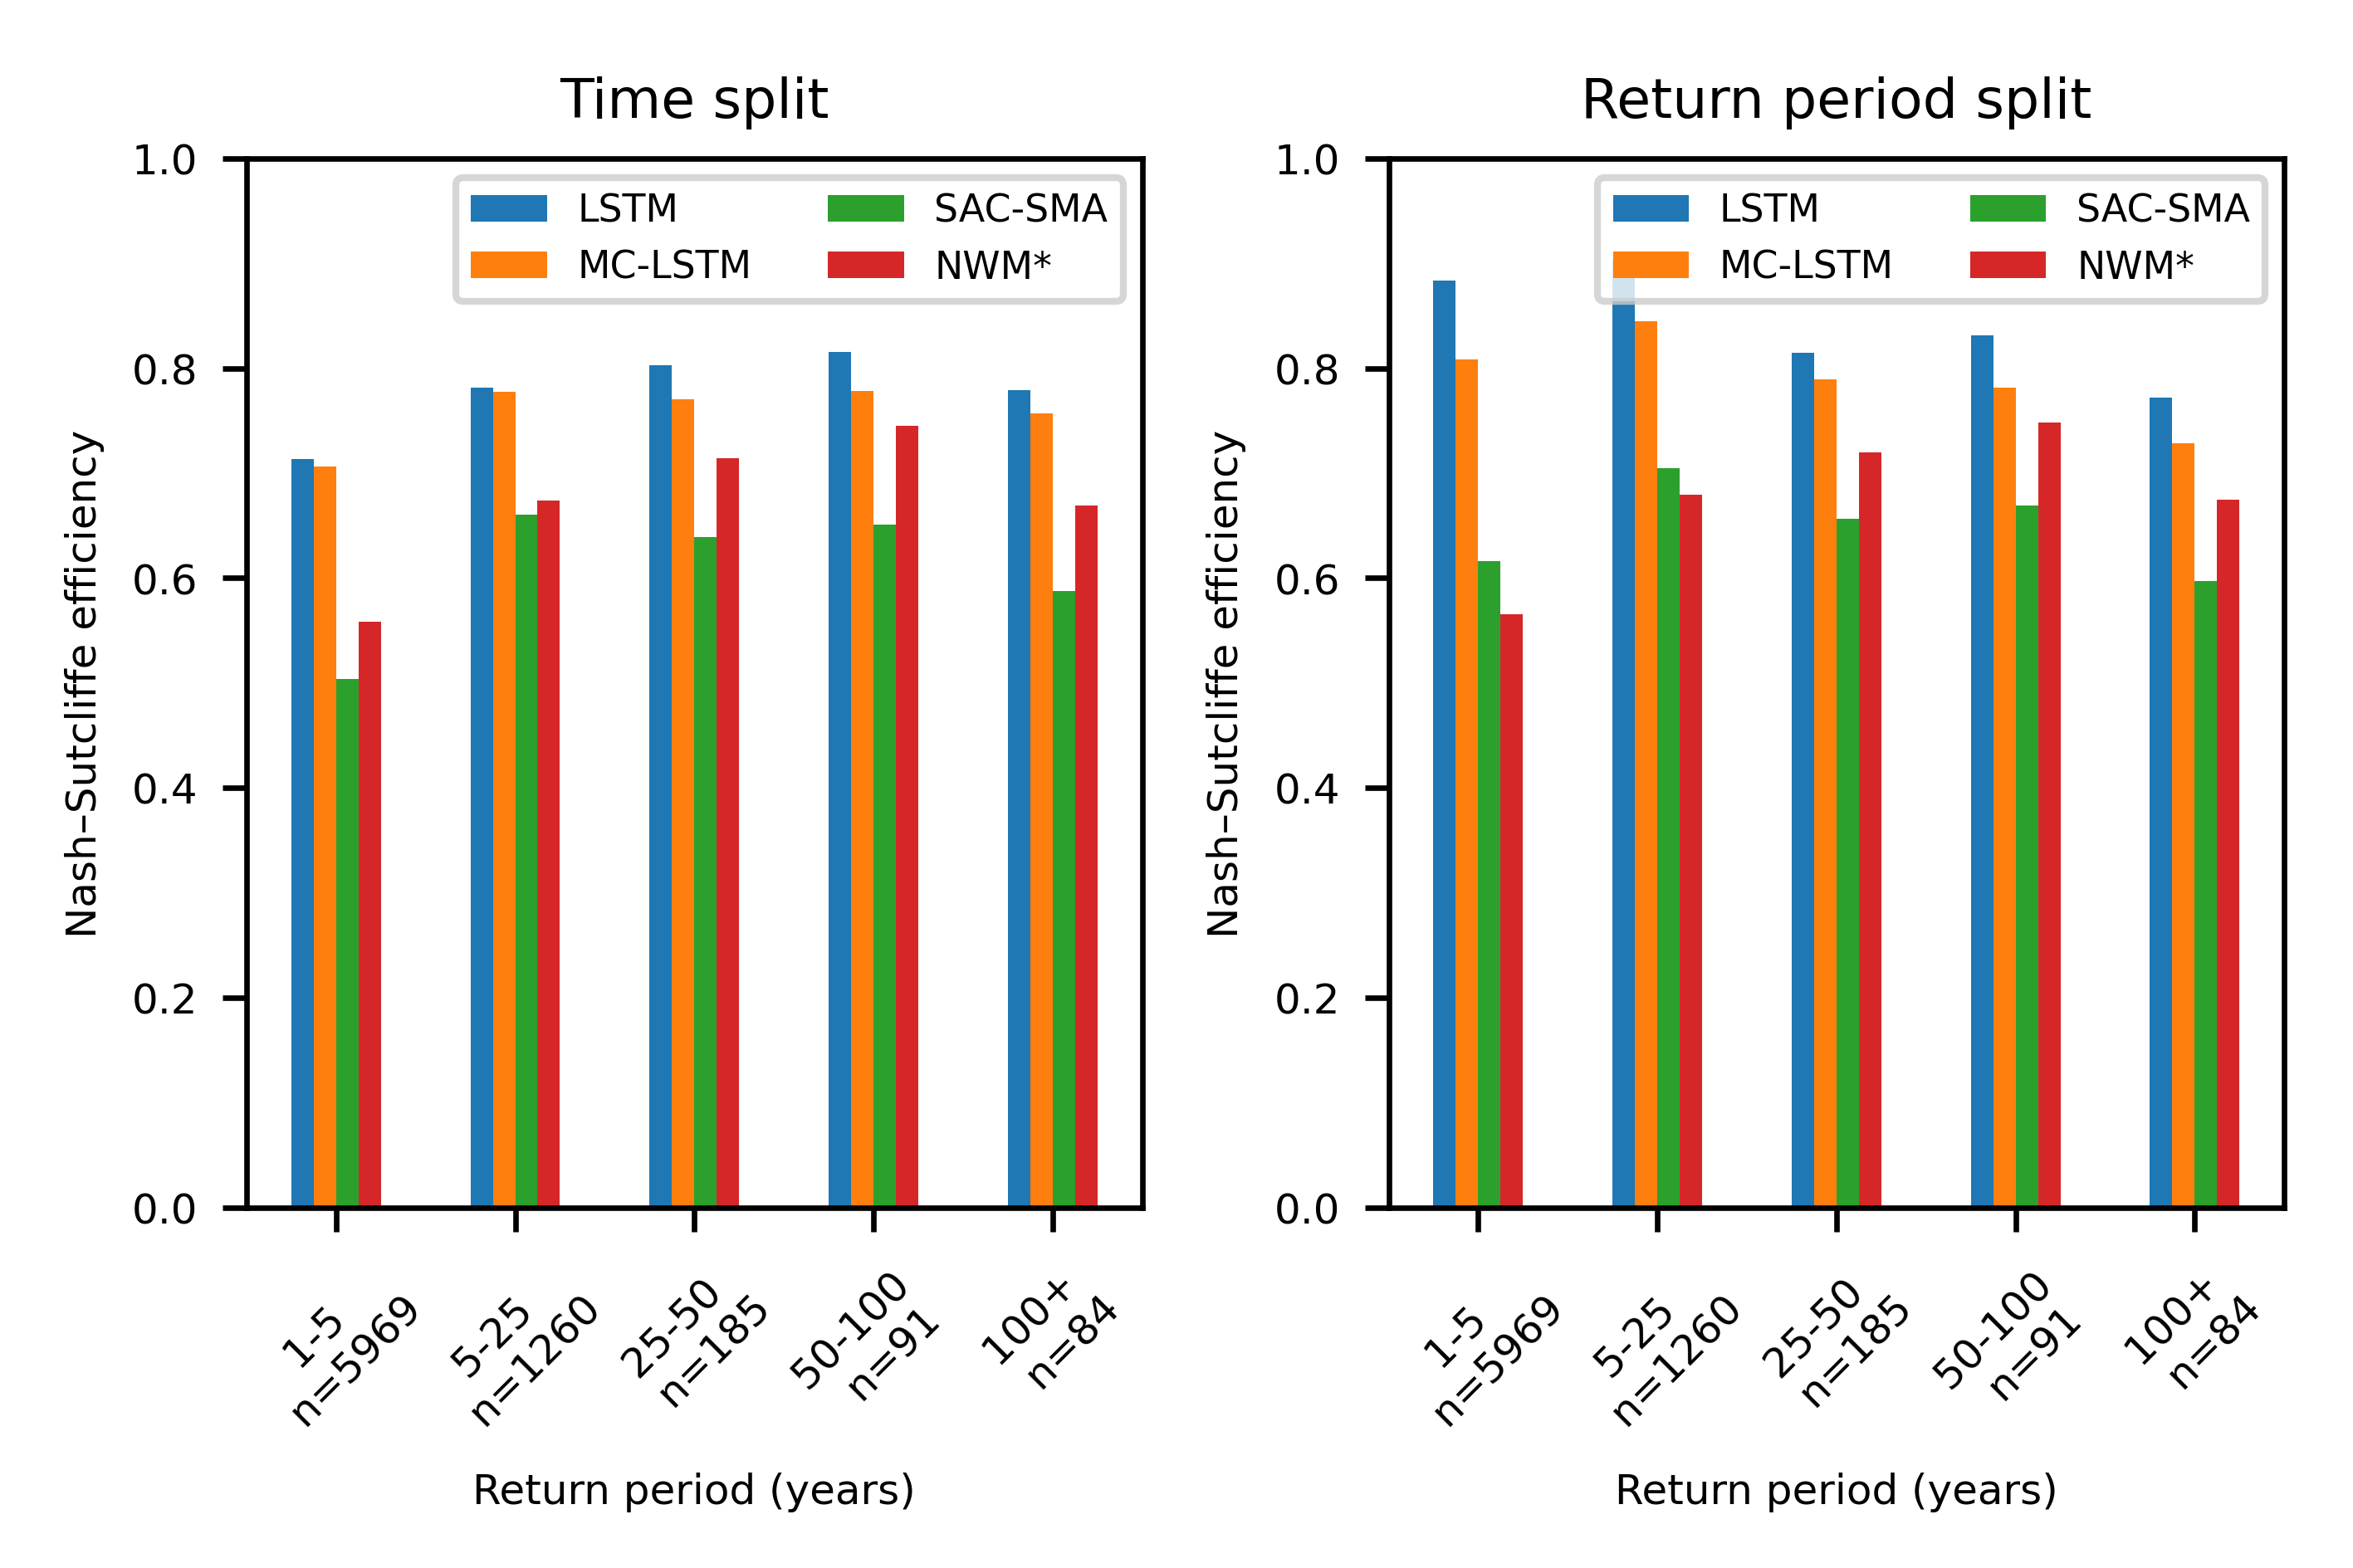 Time split
Nash–Sutcliffe efficiency
1.0
0.8
0.6
0.4
0.2
0.0
LSTM
MC-LSTM
SAC-SMA
NWM*
1-5
n=5969
5-25
n=1260
25-50
n=185
50-100
n=91
100+
n=84
Return period (years)
Return period split
Nash–Sutcliffe efficiency
1.0
0.8
0.6
0.4
0.2
0.0
LSTM
MC-LSTM
SAC-SMA
NWM*
1-5
n=5969
5-25
n=1260
25-50
n=185
50-100
n=91
100+
n=84
Return period (years)